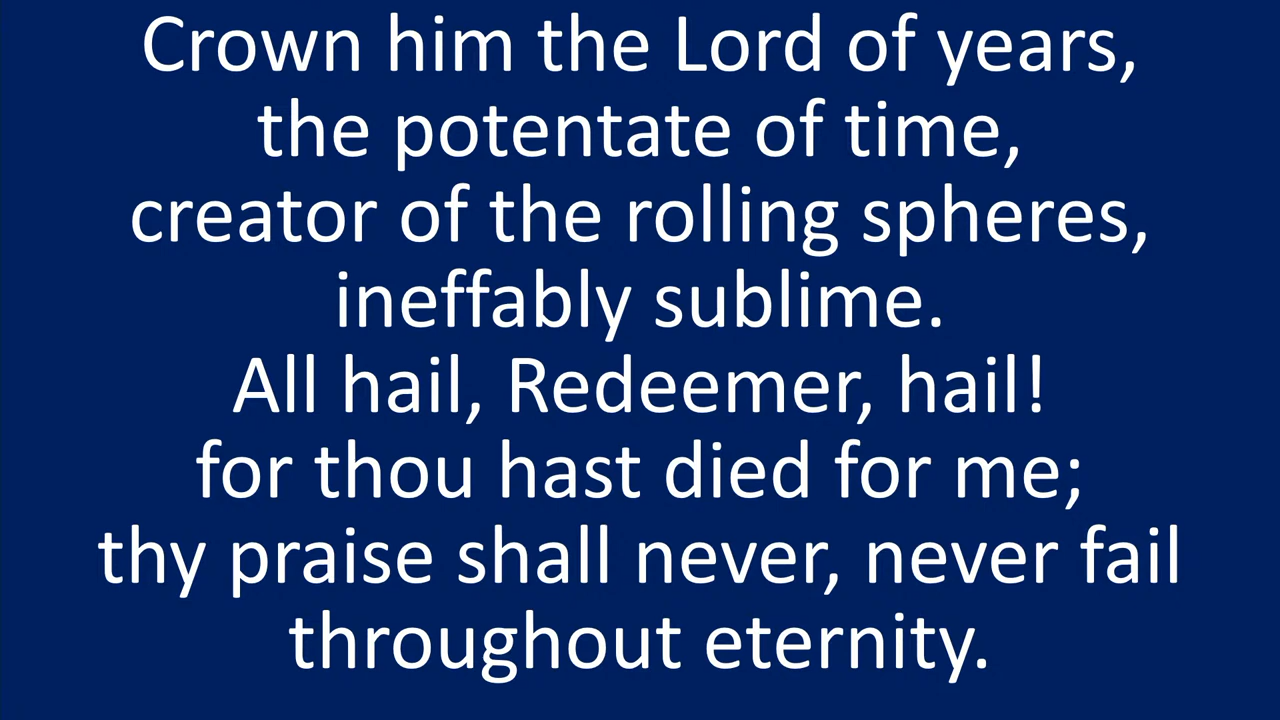 Crown him the Lord of years,
the potentate of time,
creator of the rolling spheres,
ineffably sublime.
All hail, Redeemer, hail!
for thou hast died for me;
thy praise shall never, never fail
throughout eternity.